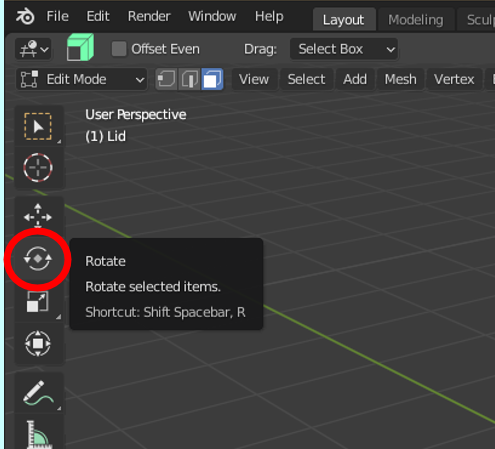 File Edit Render Window Help Layout Modeling Sculp
Offset Even Drag: Select Box
Edit Mode View Select Add Mesh Vertex
User Perspective
(1) Lid
Rotate
Rotate selected items.
Shortcut: Shift Spacebar, R